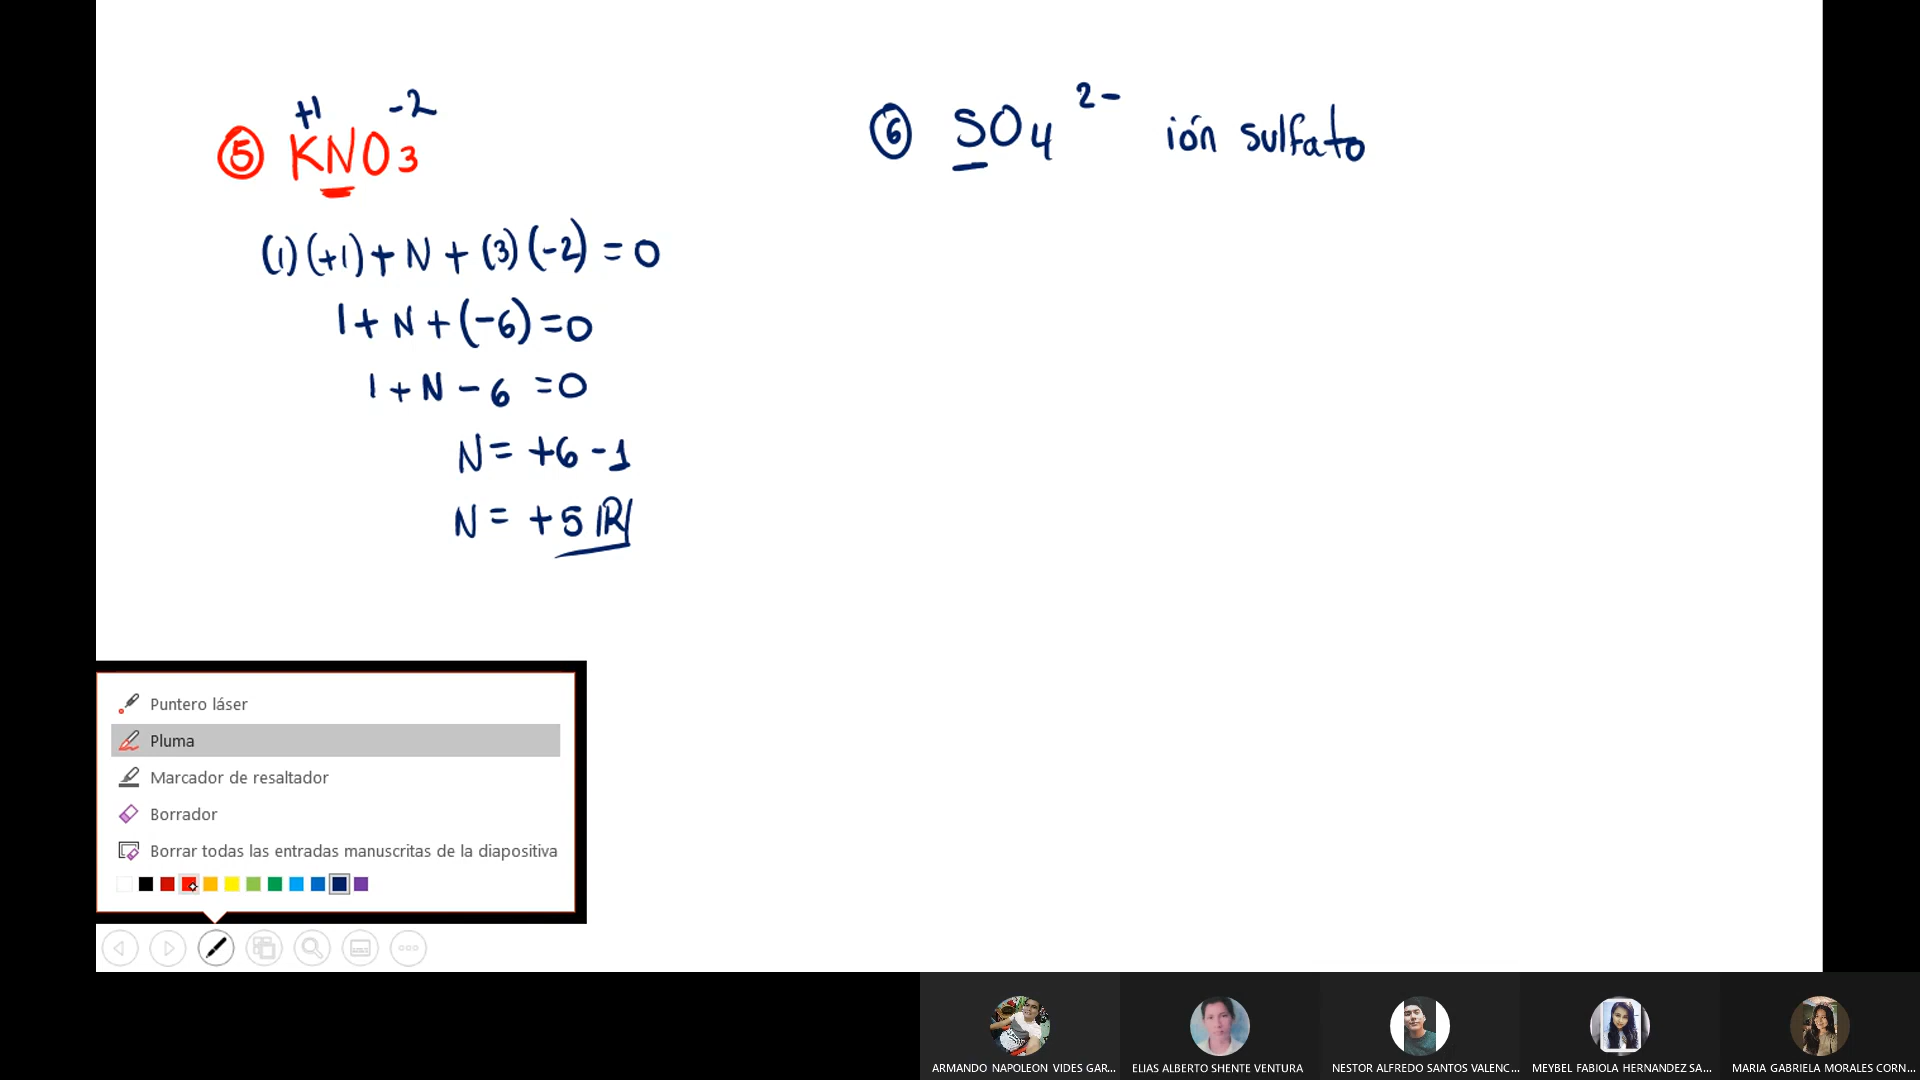 +1 -2
⑤ KNO3
(1)(+1) + N + (3)(-2) = 0
1 + N + (-6) = 0
1 + N - 6 = 0
N = +6 - 1
N = +5 |R|
⑥ SO4 2- ión sulfato
Puntero láser
Pluma
Marcador de resaltador
Borrador
Borrar todas las entradas manuscritas de la diapositiva
ARMANDO NAPOLEON VIDES GAR...
ELIAS ALBERTO SHENTE VENTURA
NESTOR ALFREDO SANTOS VALENC...
MEYBEL FABIOLA HERNANDEZ SA...
MARIA GABRIELA MORALES CORN...